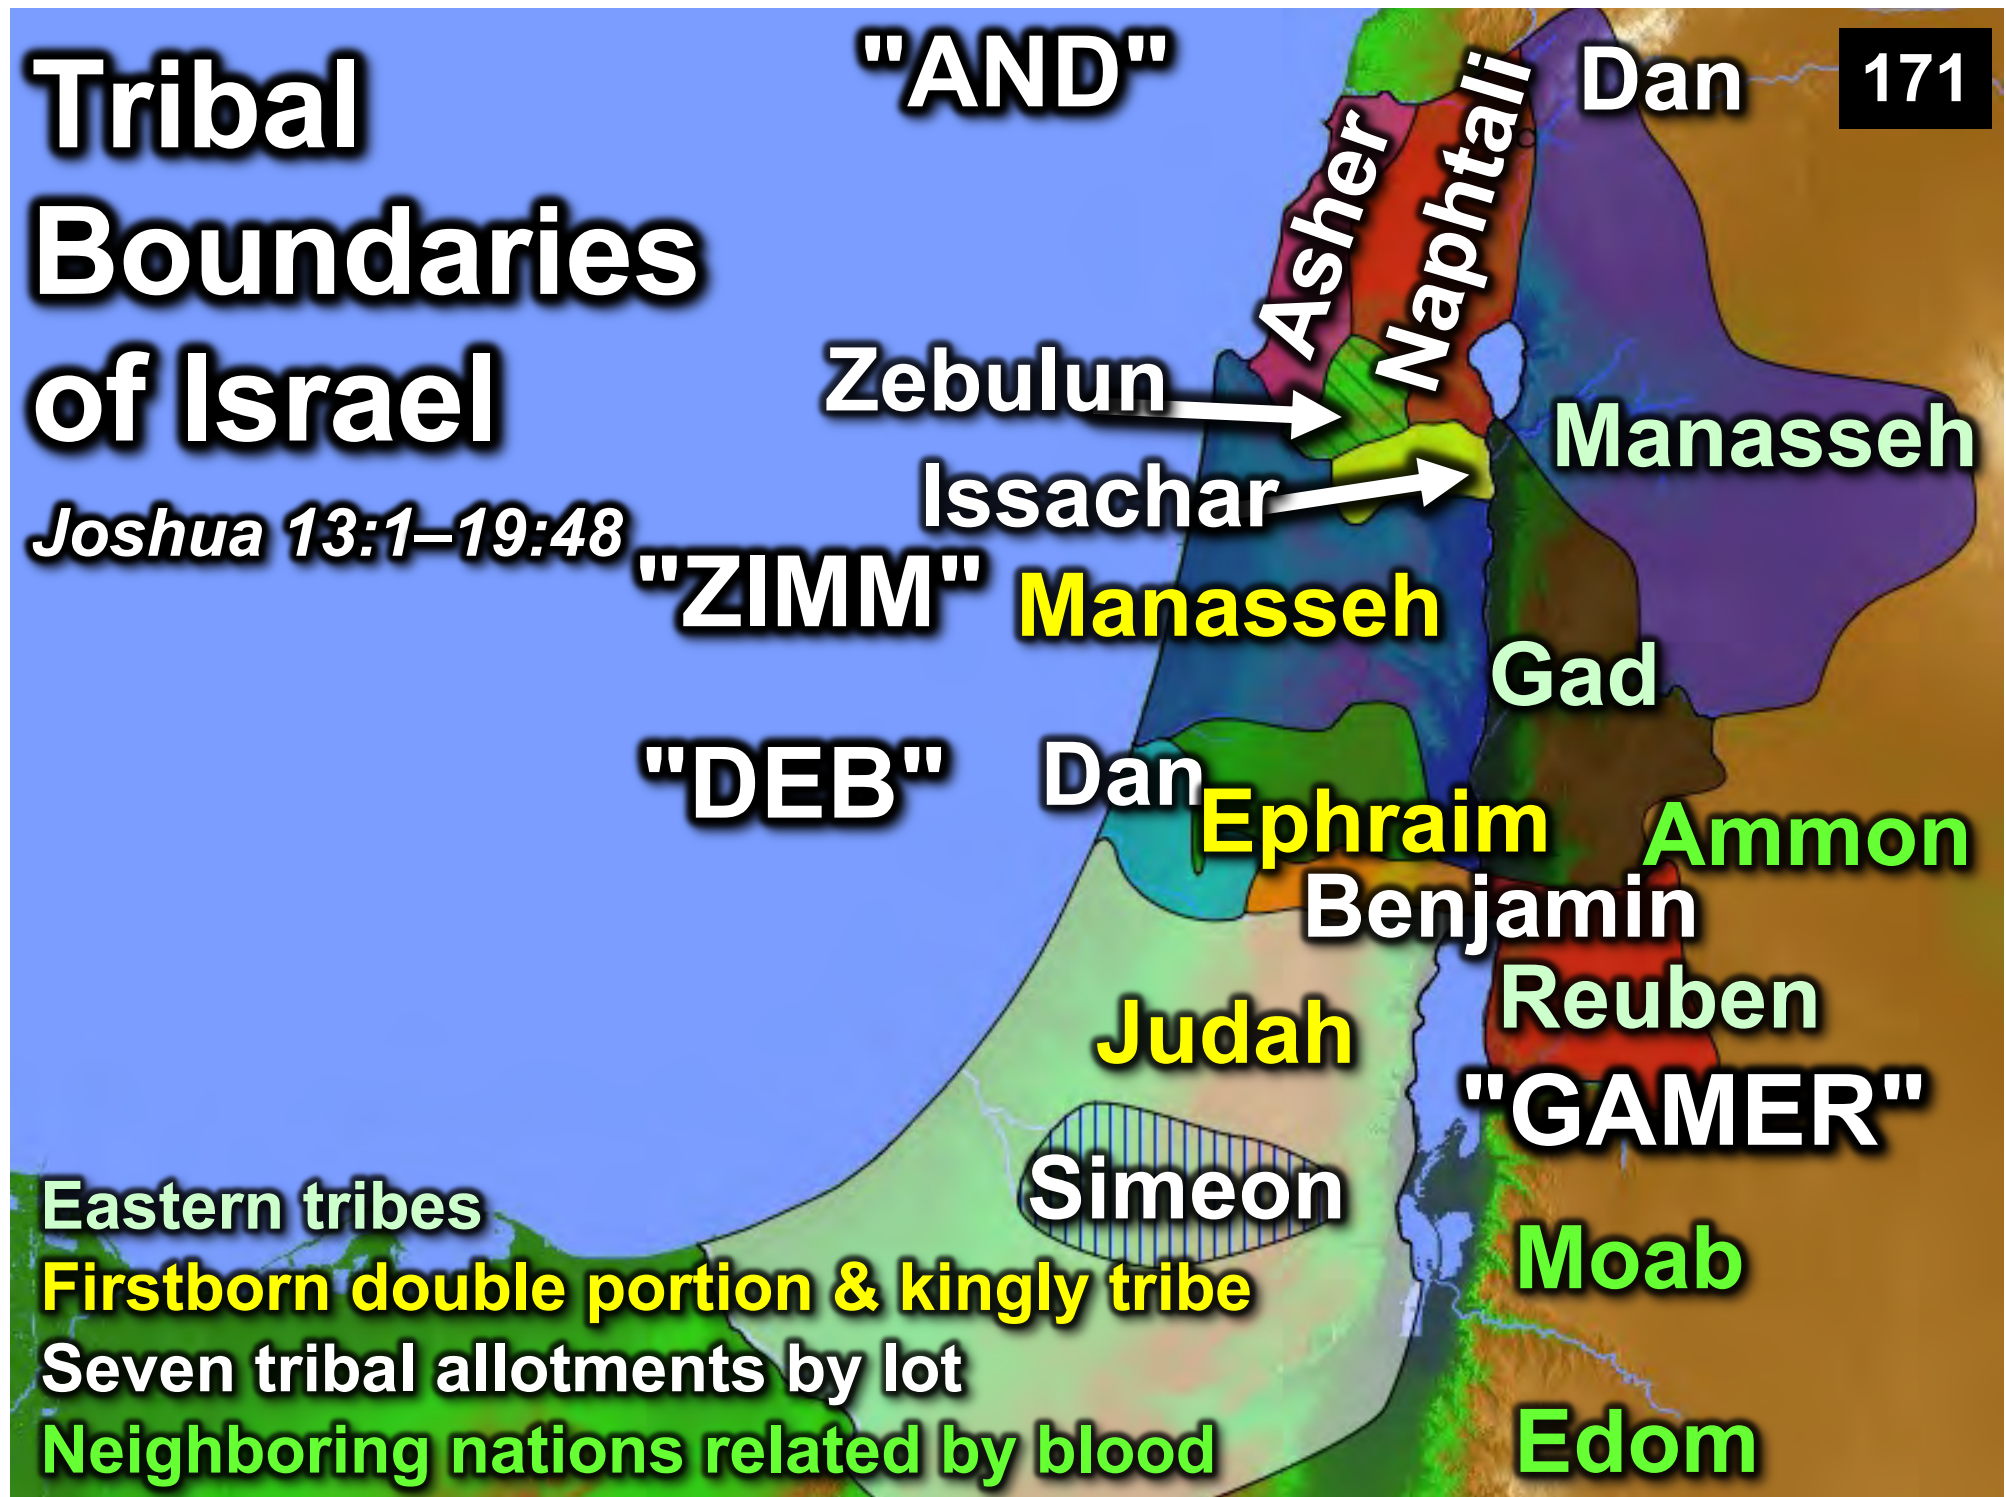 Tribal
Boundaries
of Israel
Joshua 13:1–19:48
"AND"
171
Asher
Naphtali
Dan
Zebulun
Issachar
Manasseh
"ZIMM"
Manasseh
Gad
"DEB"
Dan
Ephraim
Ammon
Benjamin
Reuben
Judah
"GAMER"
Simeon
Moab
Edom
Eastern tribes
Firstborn double portion & kingly tribe
Seven tribal allotments by lot
Neighboring nations related by blood